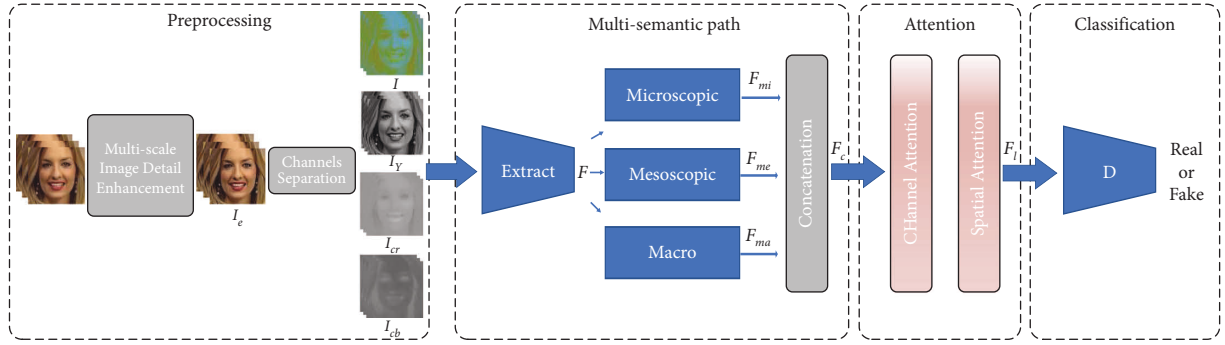 Preprocessing
Multi-scale
Image Detail
Enhancement
I_e
Channels
Separation
I
I_Y
I_cr
I_cb
Multi-semantic path
Extract
F
Microscopic
F_mi
Mesoscopic
F_me
Macro
F_ma
Concatenation
F_c
Attention
CHannel Attention
Spatial Attention
F_l
Classification
D
Real
or
Fake